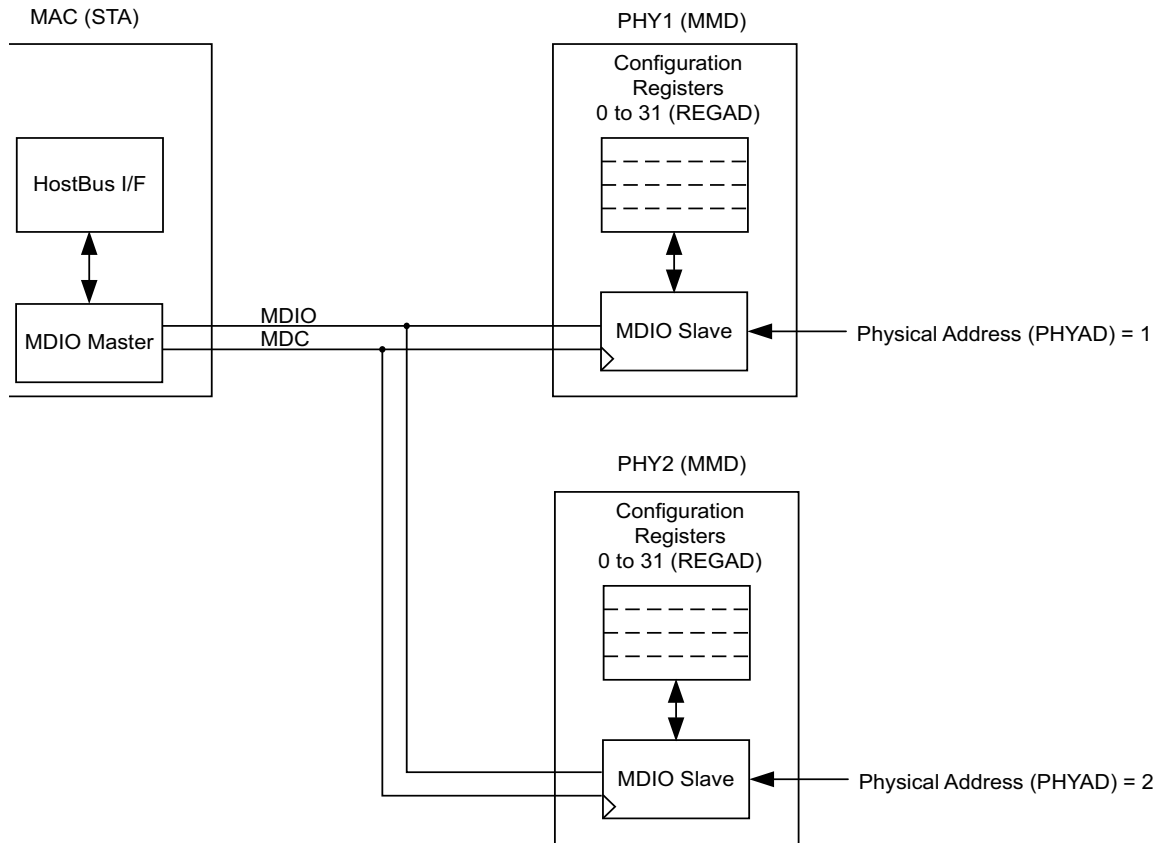 MAC (STA)
HostBus I/F
MDIO Master
MDIO
MDC
PHY1 (MMD)
Configuration
Registers
0 to 31 (REGAD)
MDIO Slave
Physical Address (PHYAD) = 1
PHY2 (MMD)
Configuration
Registers
0 to 31 (REGAD)
MDIO Slave
Physical Address (PHYAD) = 2